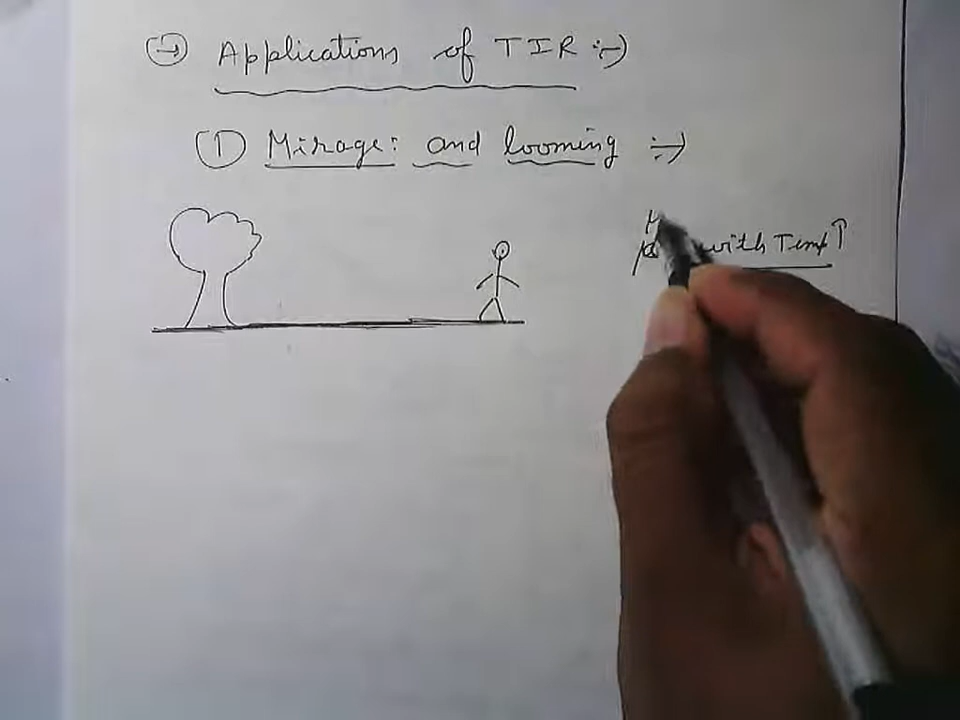 → Applications of TIR :→
① Mirage: and looming :→
μ
with Temp ↑